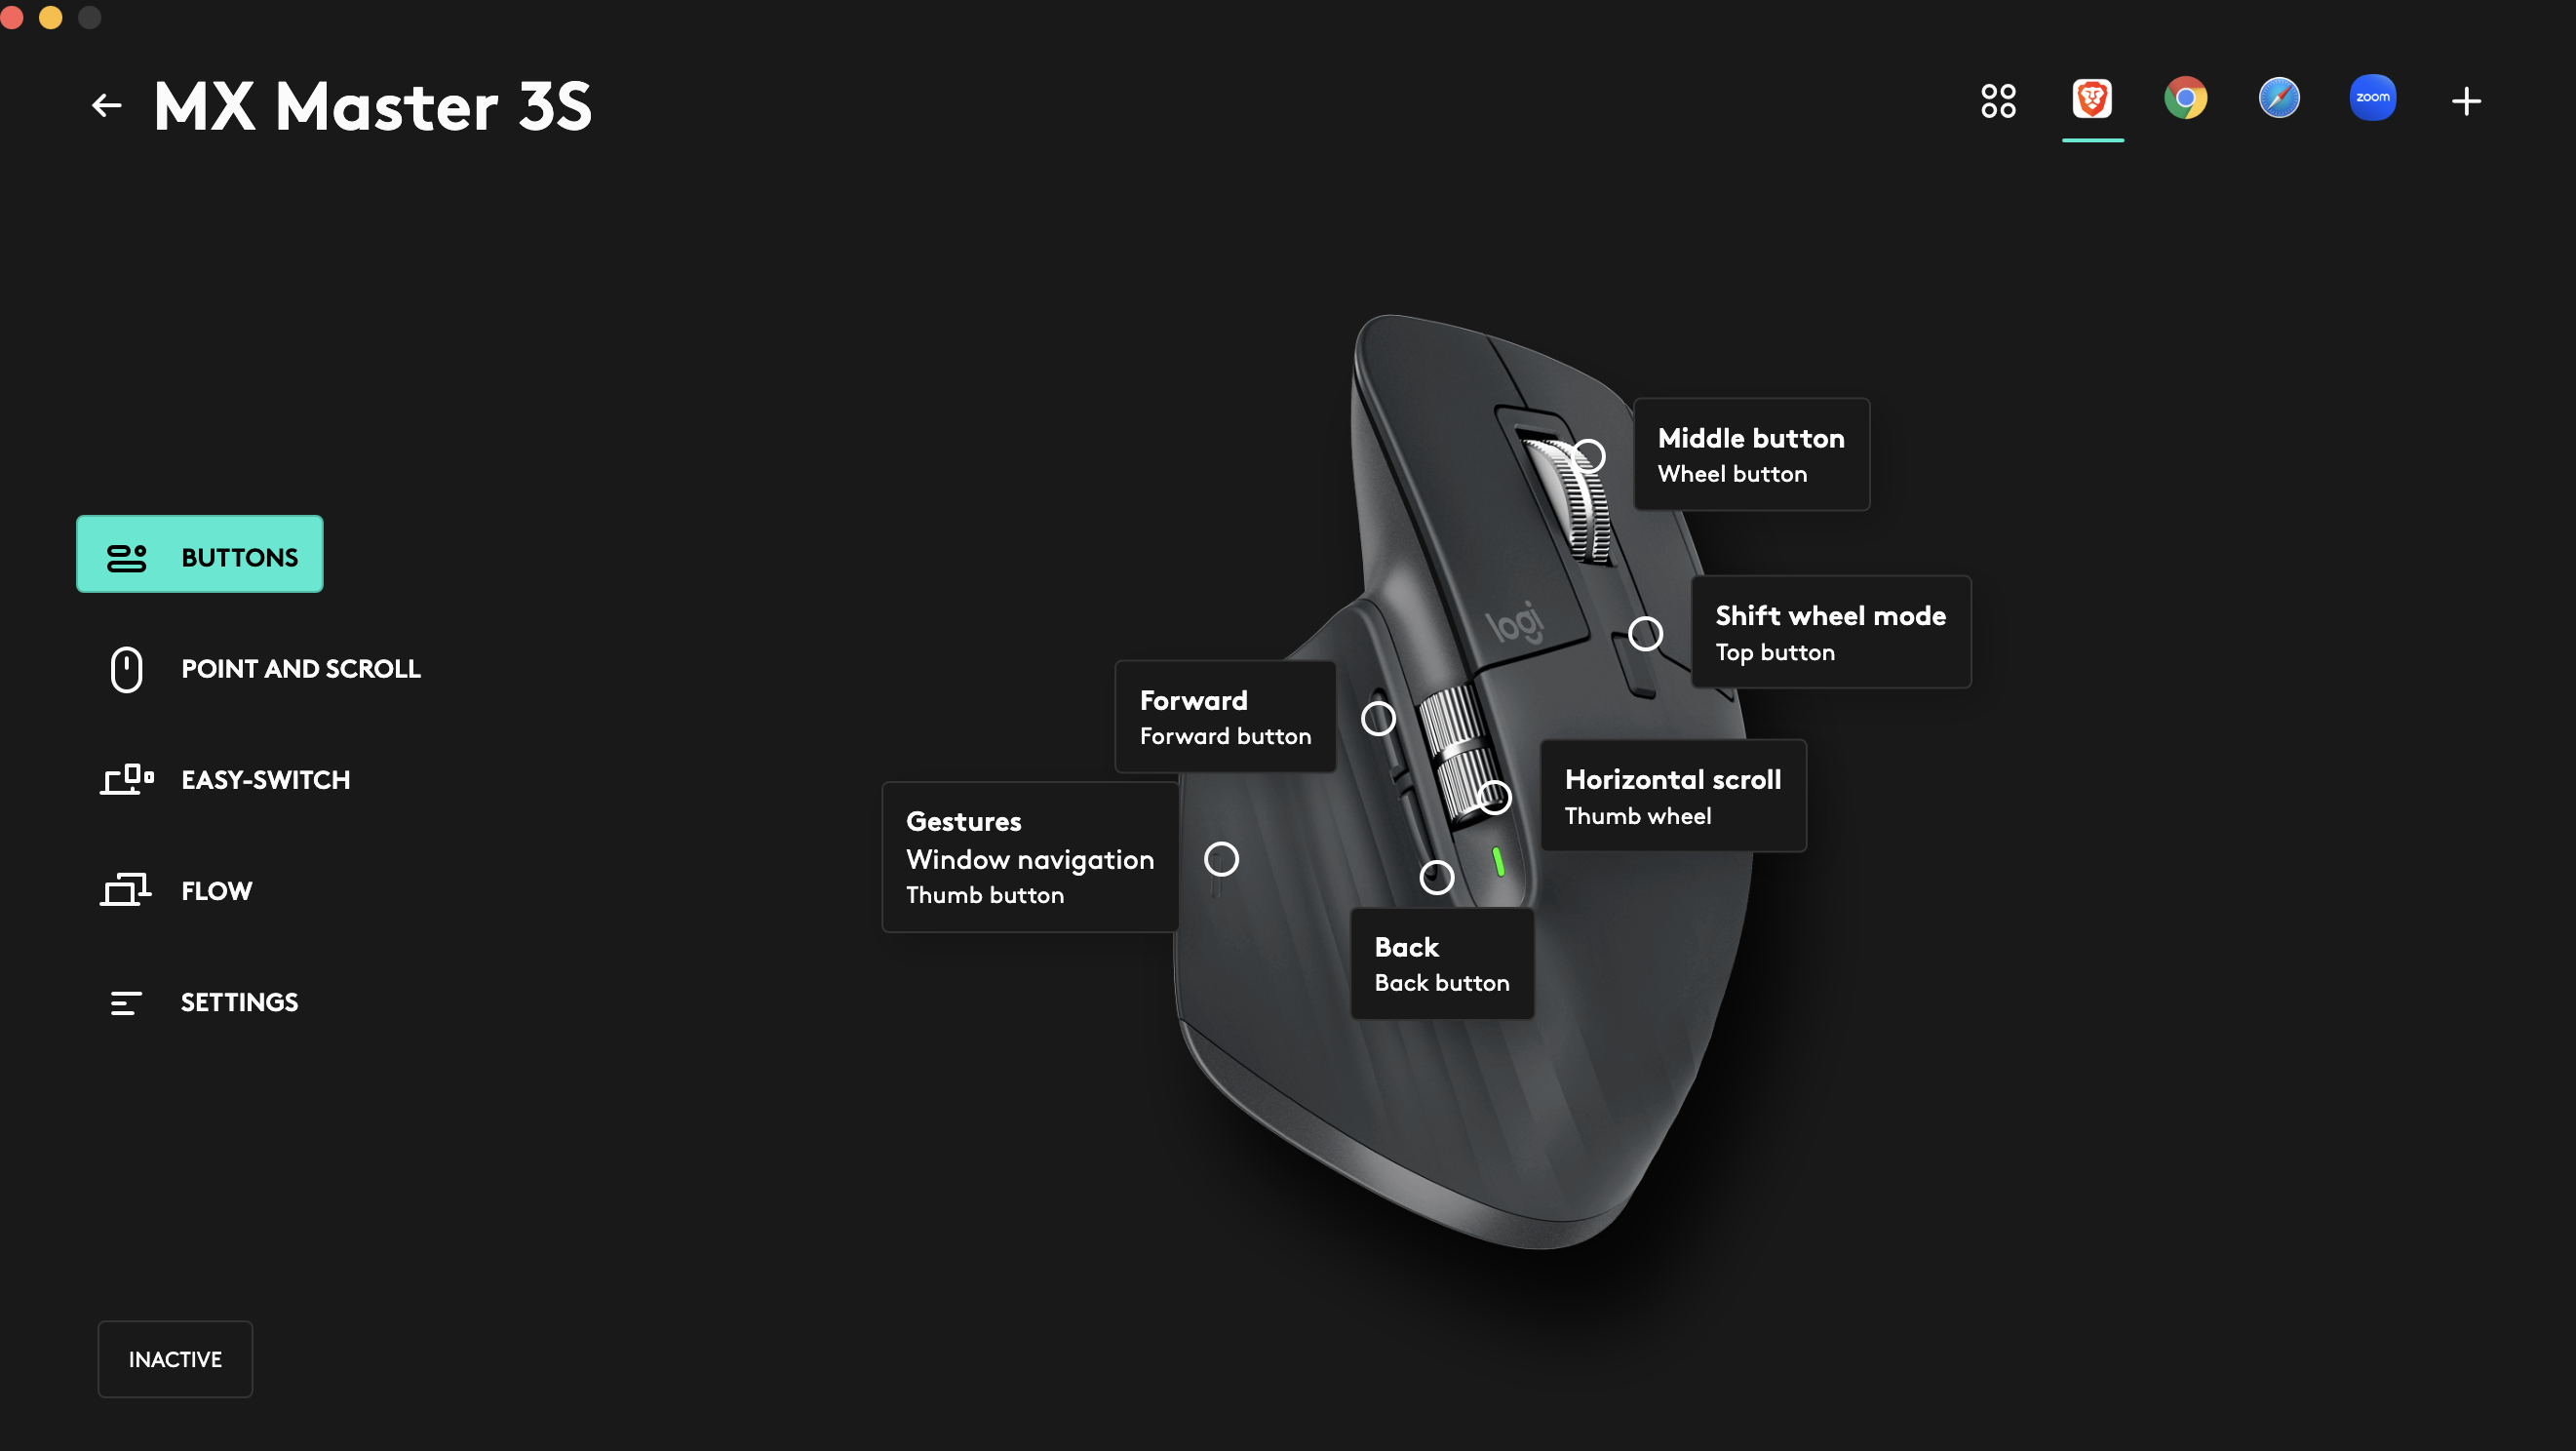 MX Master 3S
zoom
Middle button
Wheel button
BUTTONS
Shift wheel mode
Top button
logi
POINT AND SCROLL
Forward
Forward button
EASY-SWITCH
Horizontal scroll
Thumb wheel
Gestures
Window navigation
Thumb button
FLOW
Back
Back button
SETTINGS
INACTIVE